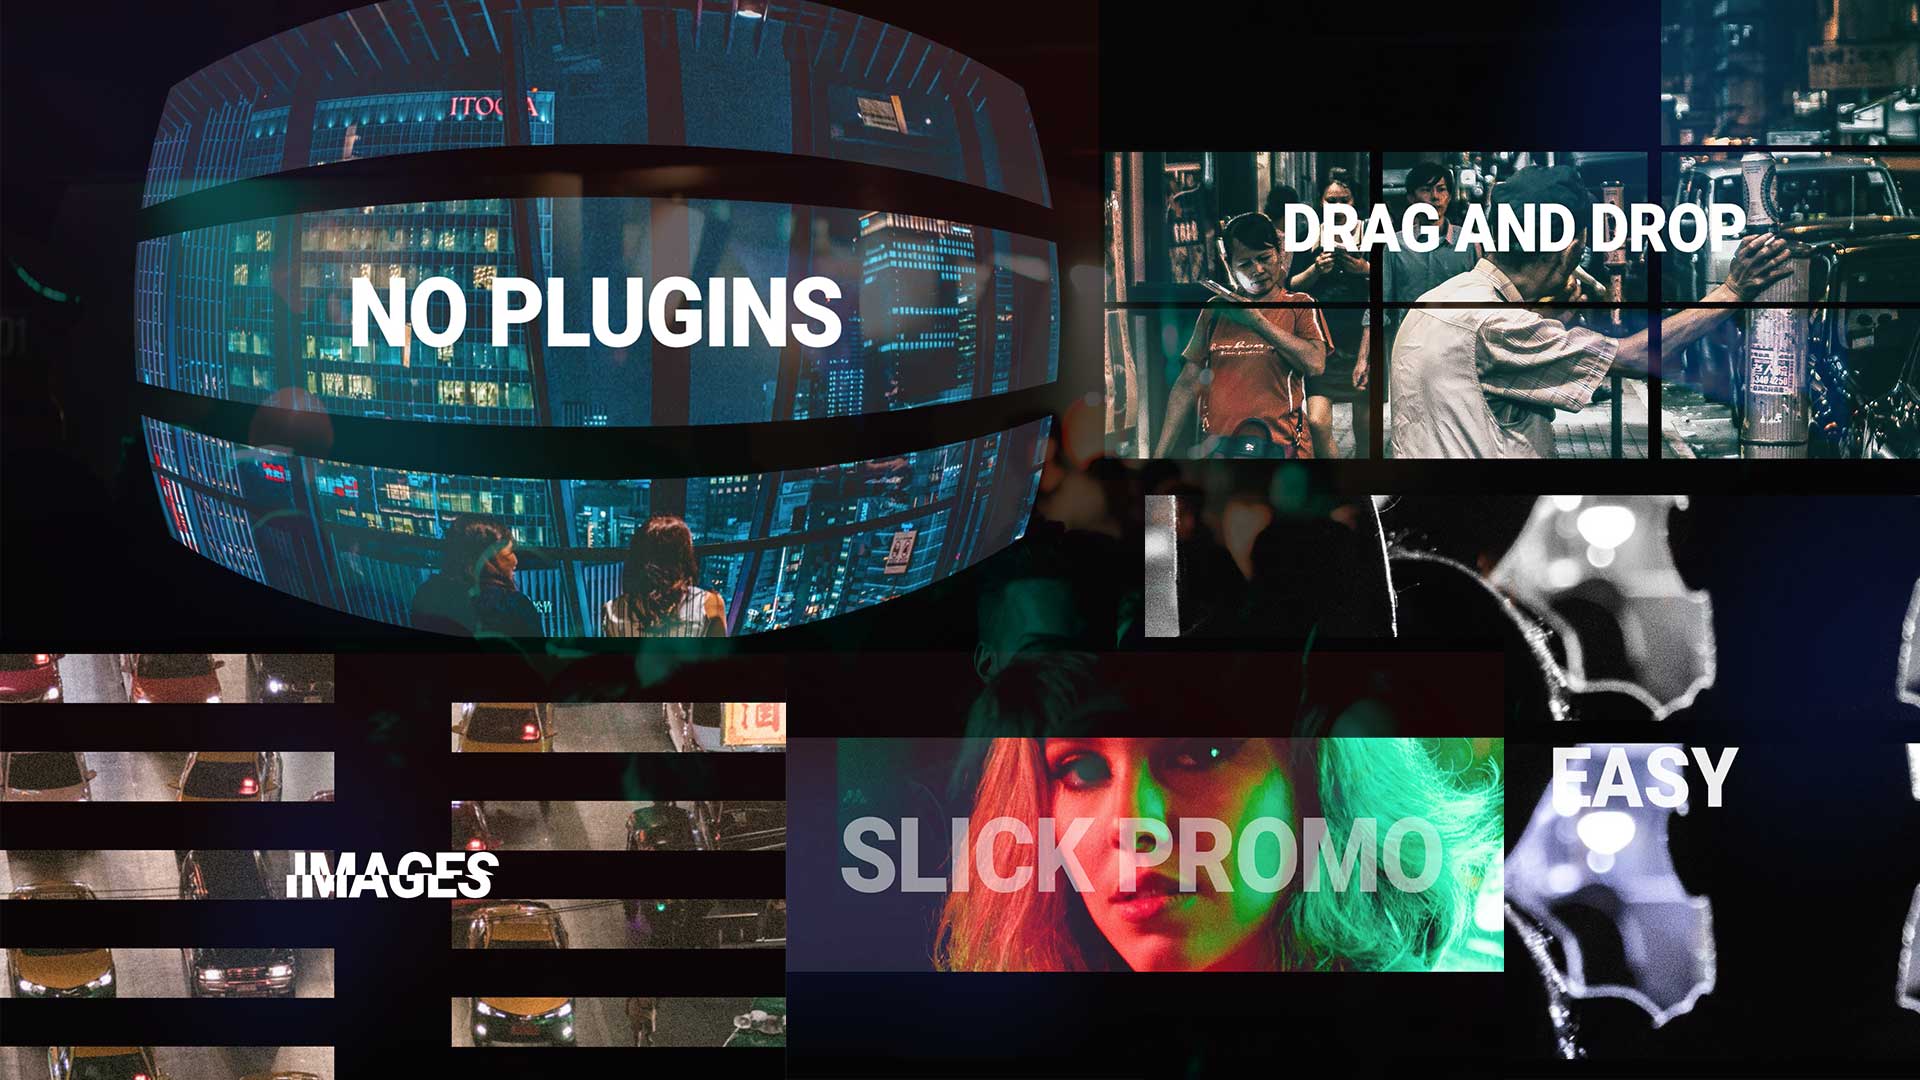 NO PLUGINS
DRAG AND DROP
EASY
SLICK PROMO
IMAGES